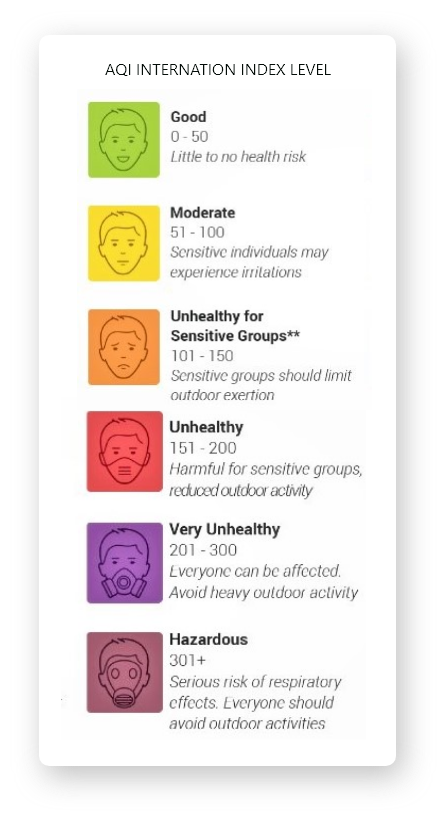 AQI INTERNATION INDEX LEVEL
Good
0 - 50
Little to no health risk
Moderate
51 - 100
Sensitive individuals may
experience irritations
Unhealthy for
Sensitive Groups**
101 - 150
Sensitive groups should limit
outdoor exertion
Unhealthy
151 - 200
Harmful for sensitive groups,
reduced outdoor activity
Very Unhealthy
201 - 300
Everyone can be affected.
Avoid heavy outdoor activity
Hazardous
301+
Serious risk of respiratory
effects. Everyone should
avoid outdoor activities